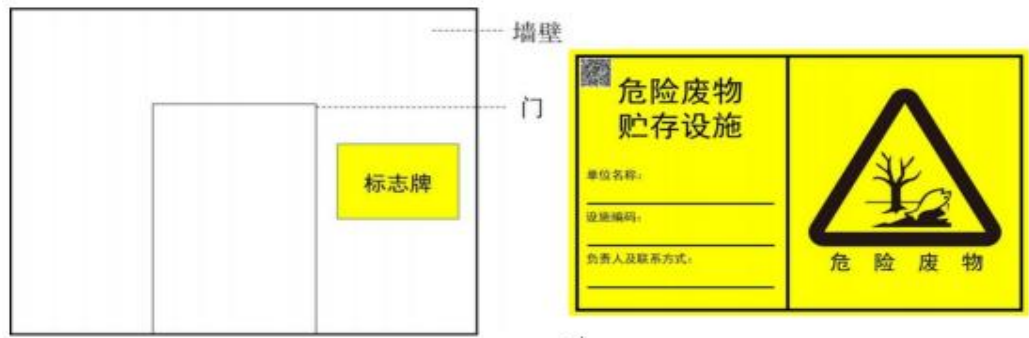 墙壁
门
标志牌
危险废物
贮存设施
单位名称：
设施编码：
负责人及联系方式：
危险废物